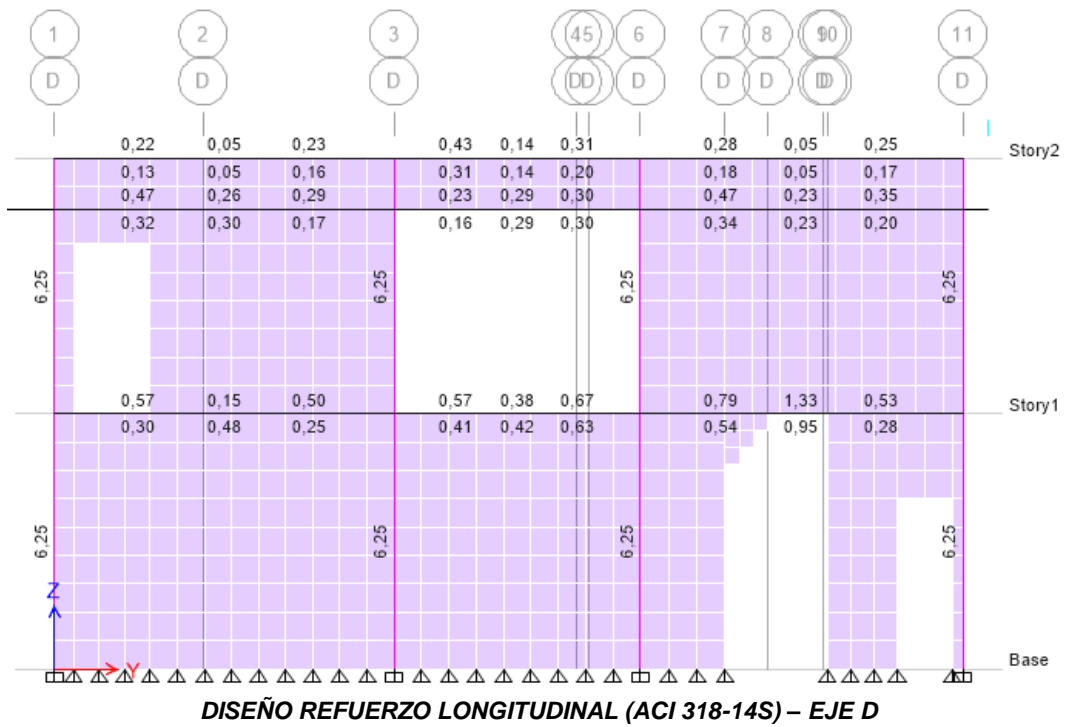 1 2 3 4 5 6 7 8 9 10 11
D D D D D D D D D D D
0,22 0,05 0,23 0,43 0,14 0,31 0,28 0,05 0,25
Story2
0,13 0,05 0,16 0,31 0,14 0,20 0,18 0,05 0,17
0,47 0,26 0,29 0,23 0,29 0,30 0,47 0,23 0,35
0,32 0,30 0,17 0,16 0,29 0,30 0,34 0,23 0,20
6,25 6,25 6,25 6,25
0,57 0,15 0,50 0,57 0,38 0,67 0,79 1,33 0,53
Story1
0,30 0,48 0,25 0,41 0,42 0,63 0,54 0,95 0,28
6,25 6,25 6,25 6,25
Z
Y
Base
DISEÑO REFUERZO LONGITUDINAL (ACI 318-14S) – EJE D